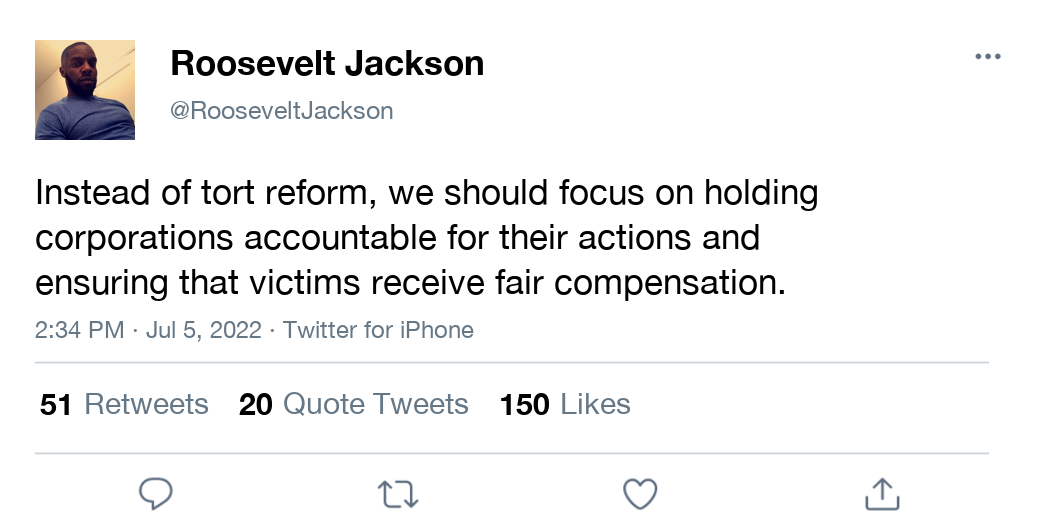 Roosevelt Jackson
@RooseveltJackson
Instead of tort reform, we should focus on holding
corporations accountable for their actions and
ensuring that victims receive fair compensation.
2:34 PM · Jul 5, 2022 · Twitter for iPhone
51 Retweets 20 Quote Tweets 150 Likes